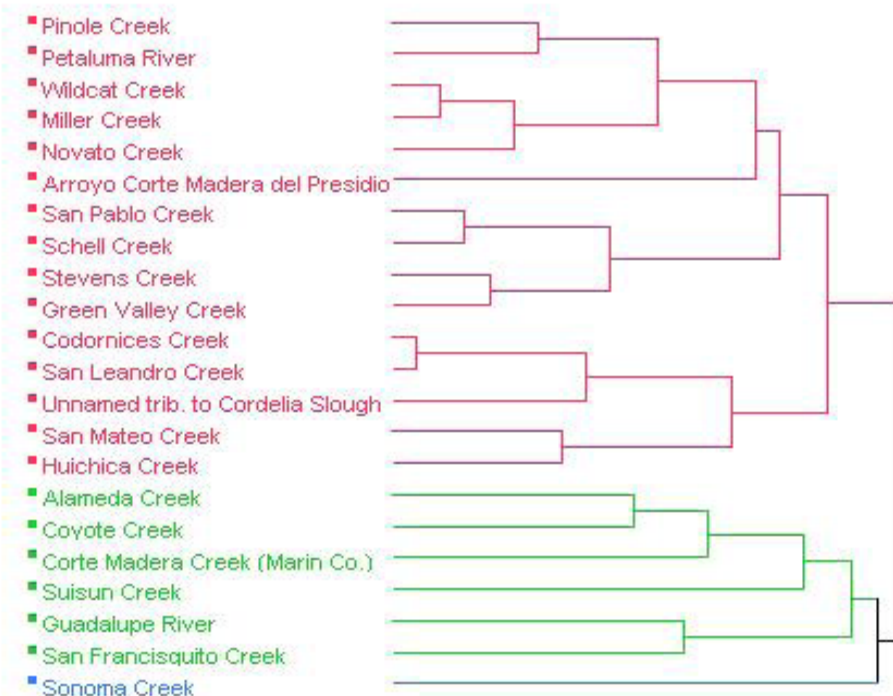 Pinole Creek
Petaluma River
Wildcat Creek
Miller Creek
Novato Creek
Arroyo Corte Madera del Presidio
San Pablo Creek
Schell Creek
Stevens Creek
Green Valley Creek
Codornices Creek
San Leandro Creek
Unnamed trib. to Cordelia Slough
San Mateo Creek
Huichica Creek
Alameda Creek
Coyote Creek
Corte Madera Creek (Marin Co.)
Suisun Creek
Guadalupe River
San Francisquito Creek
Sonoma Creek